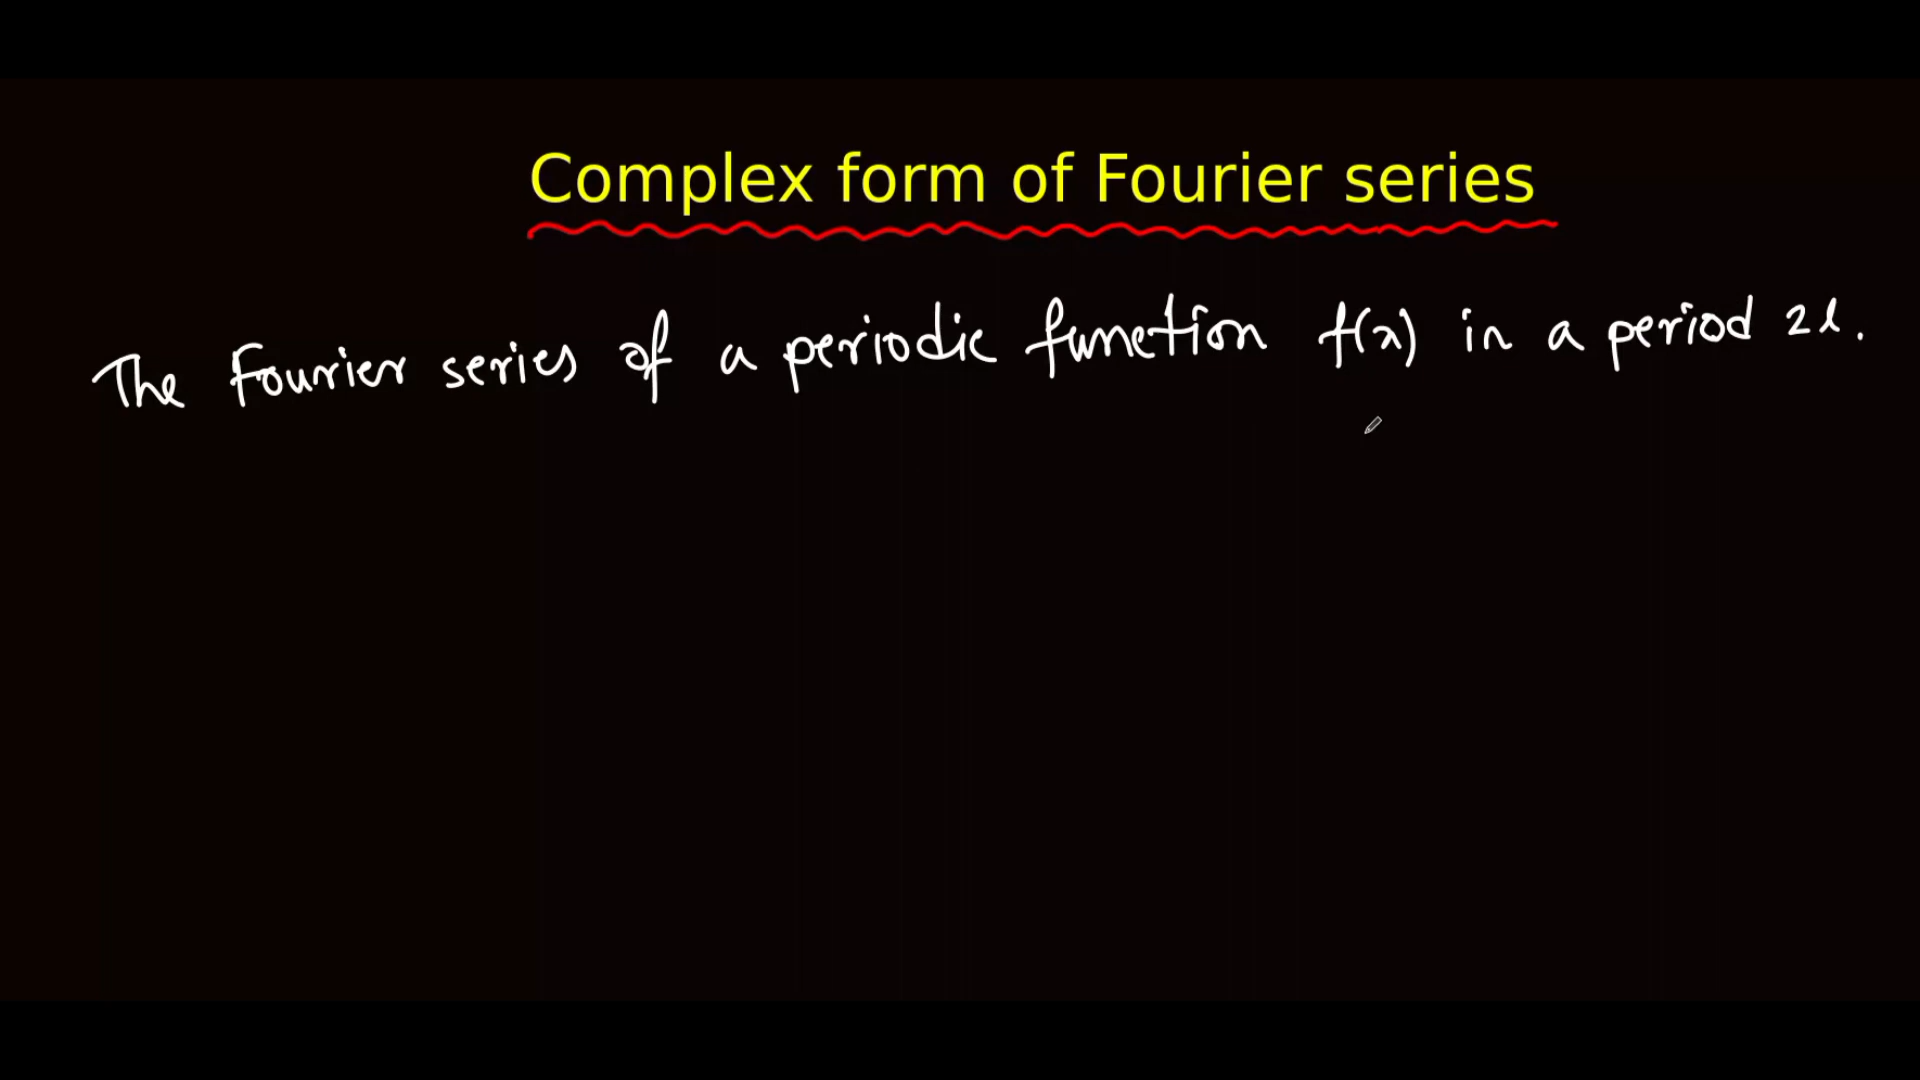 Complex form of Fourier series
The Fourier series of a periodic function f(x) in a period 2l.